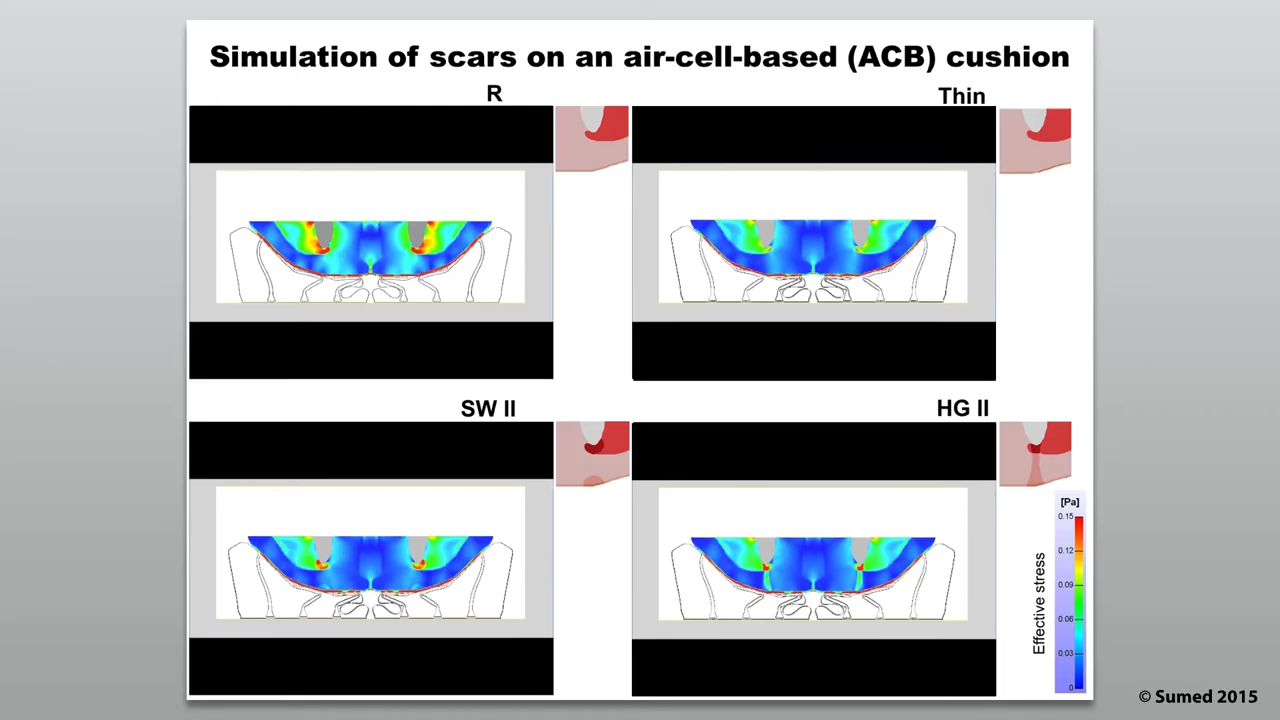 Simulation of scars on an air-cell-based (ACB) cushion
R
Thin
SW II
HG II
[Pa]
0.15
0.12
0.09
0.06
0.03
0
Effective stress
© Sumed 2015